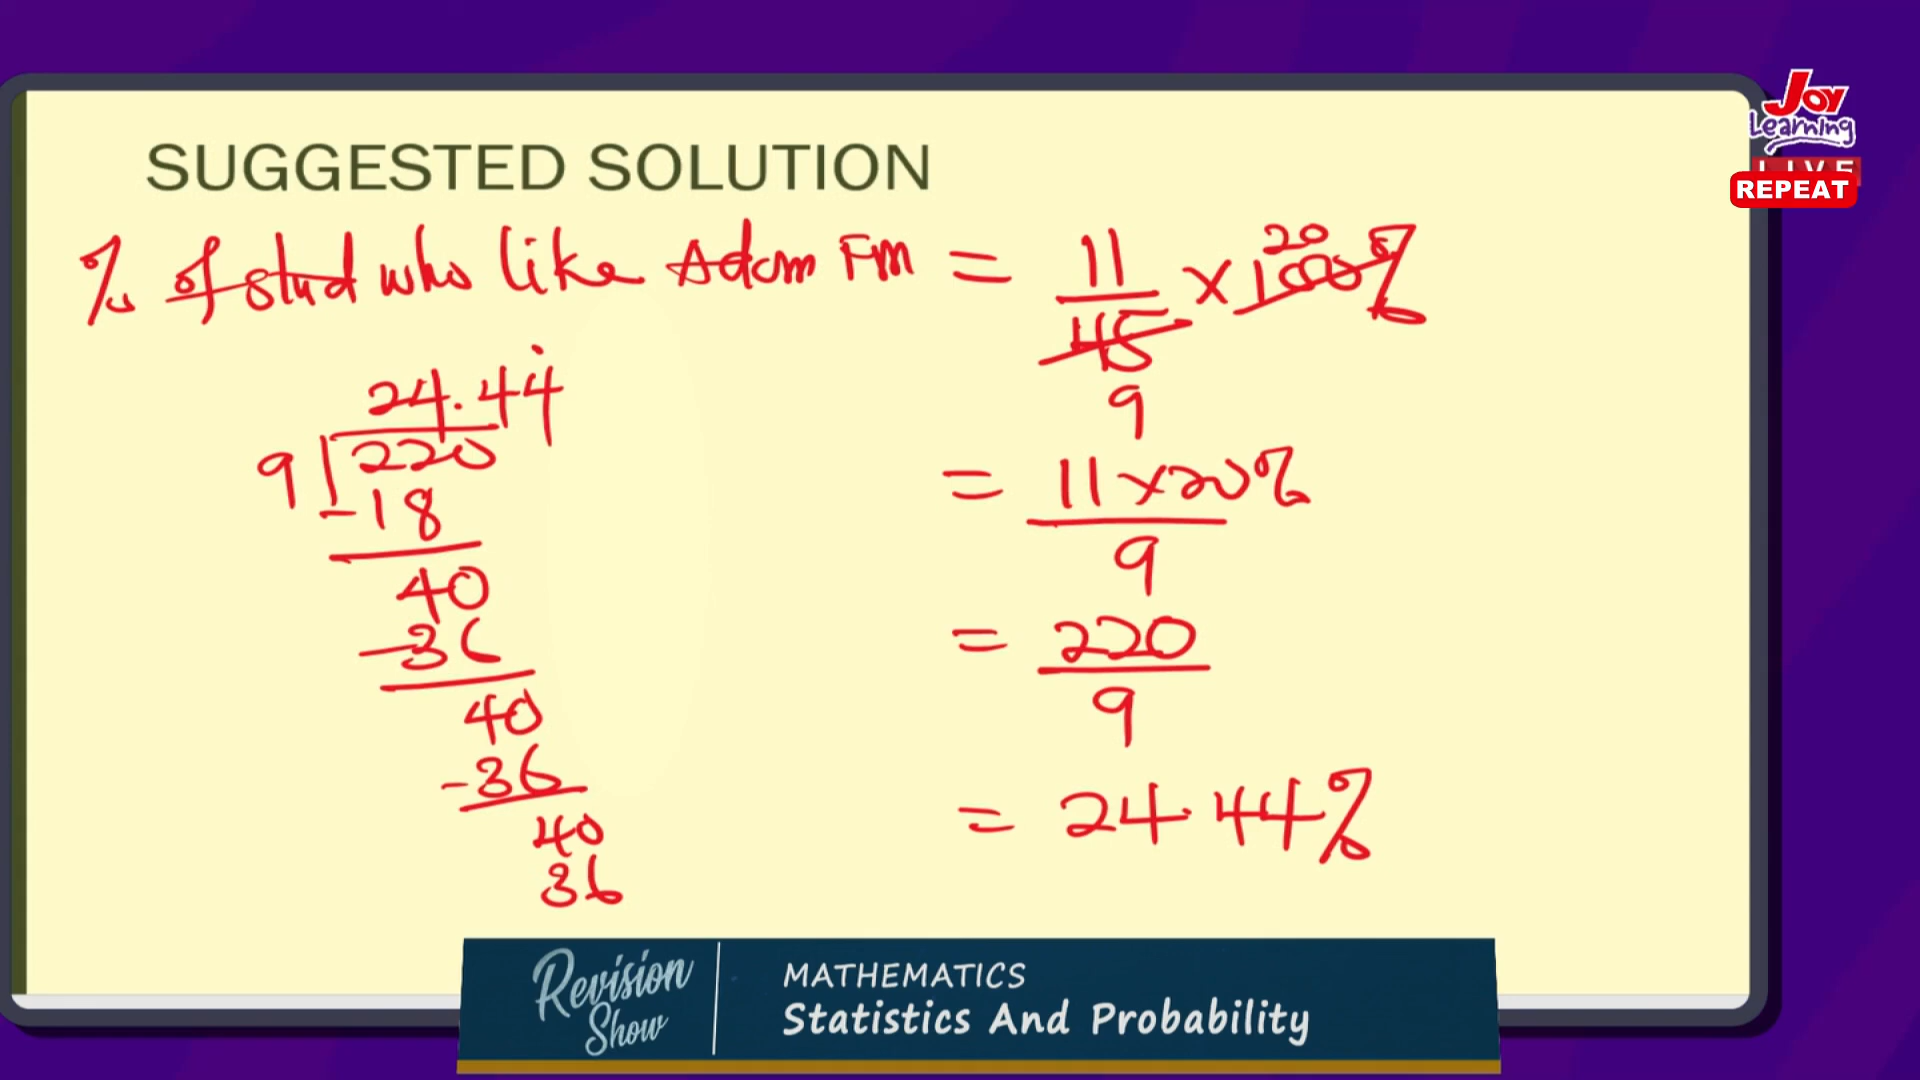 SUGGESTED SOLUTION
Joy Learning
LIVE
REPEAT
% of stud who like Adom Fm = 11/45 × 100%
20
9
= 11×20%/9
= 220/9
= 24.44%
24.44
9 220
-18
40
-36
40
-36
40
36
Revision Show
MATHEMATICS
Statistics And Probability